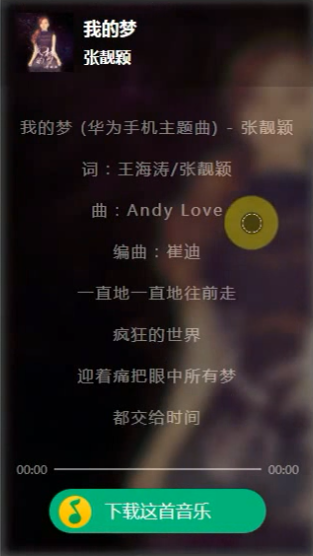 我的梦
张靓颖
我的梦 (华为手机主题曲) - 张靓颖
词：王海涛/张靓颖
曲：Andy Love
编曲：崔迪
一直地一直地往前走
疯狂的世界
迎着痛把眼中所有梦
都交给时间
00:00 00:00
下载这首音乐